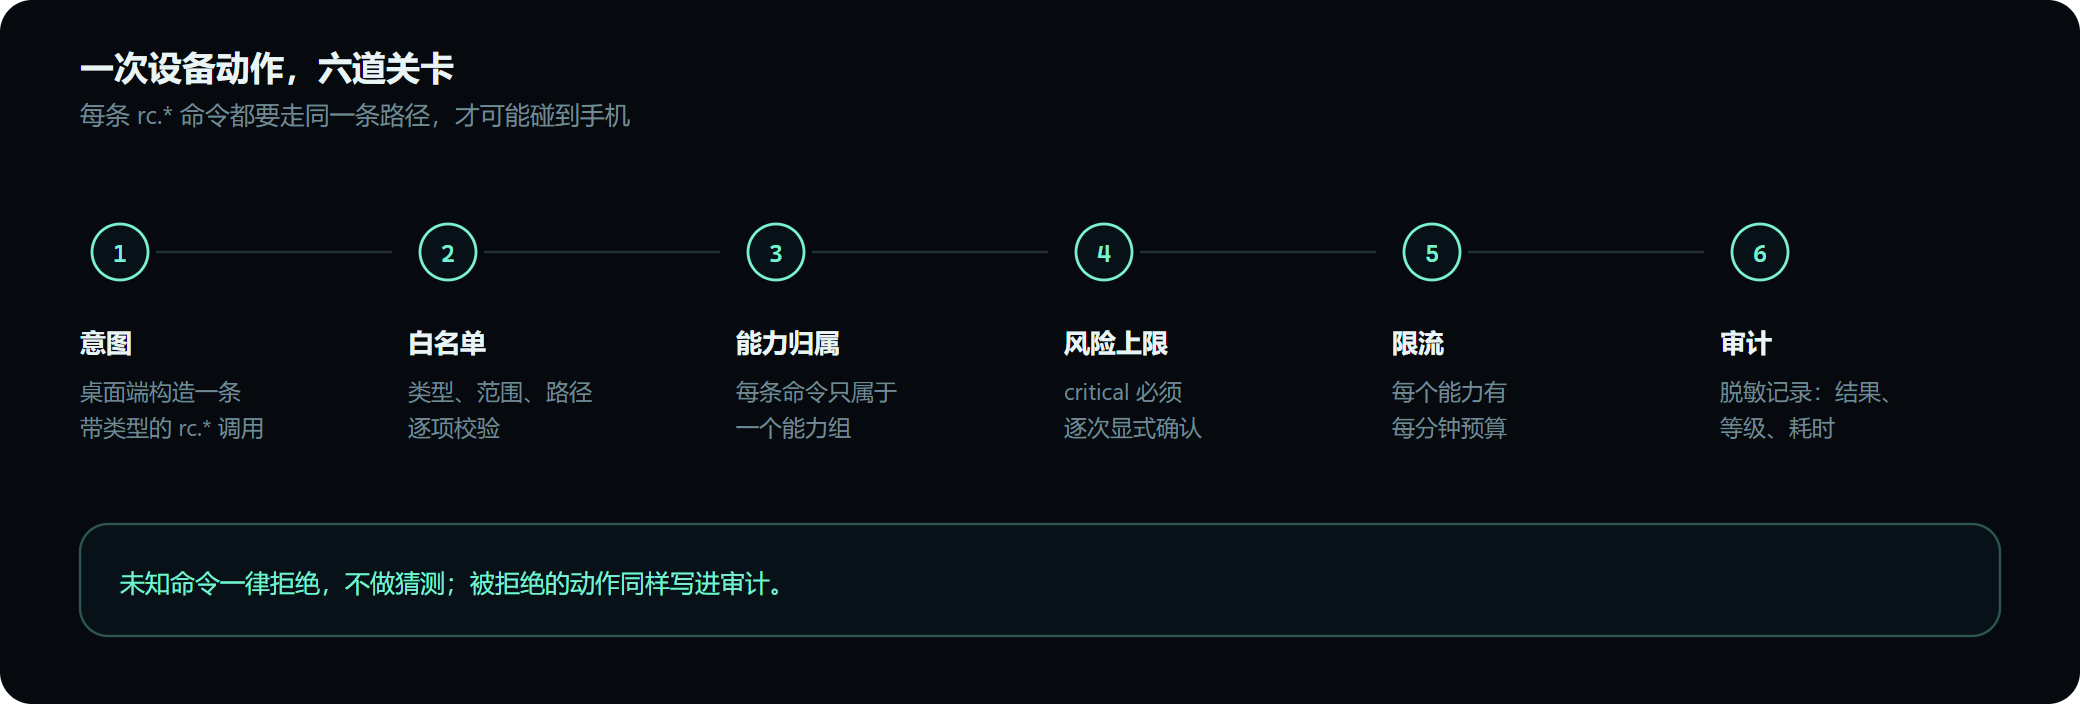 一次设备动作，六道关卡
每条 rc.* 命令都要走同一条路径，才可能碰到手机
1
2
3
4
5
6
意图
桌面端构造一条
带类型的 rc.* 调用
白名单
类型、范围、路径
逐项校验
能力归属
每条命令只属于
一个能力组
风险上限
critical 必须
逐次显式确认
限流
每个能力有
每分钟预算
审计
脱敏记录：结果、
等级、耗时
未知命令一律拒绝，不做猜测；被拒绝的动作同样写进审计。